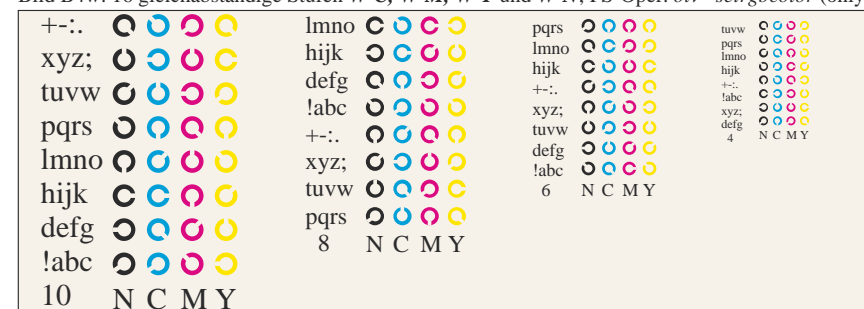 +-:.
xyz;
tuvw
pqrs
lmno
hijk
defg
!abc
10 N C M Y
lmno
hijk
defg
!abc
+-:.
xyz;
tuvw
pqrs
8 N C M Y
pqrs
lmno
hijk
+-:.
xyz;
tuvw
defg
!abc
6 N C M Y
tuvw
pqrs
lmno
hijk
+-:.
!abc
xyz;
defg
4 N C M Y